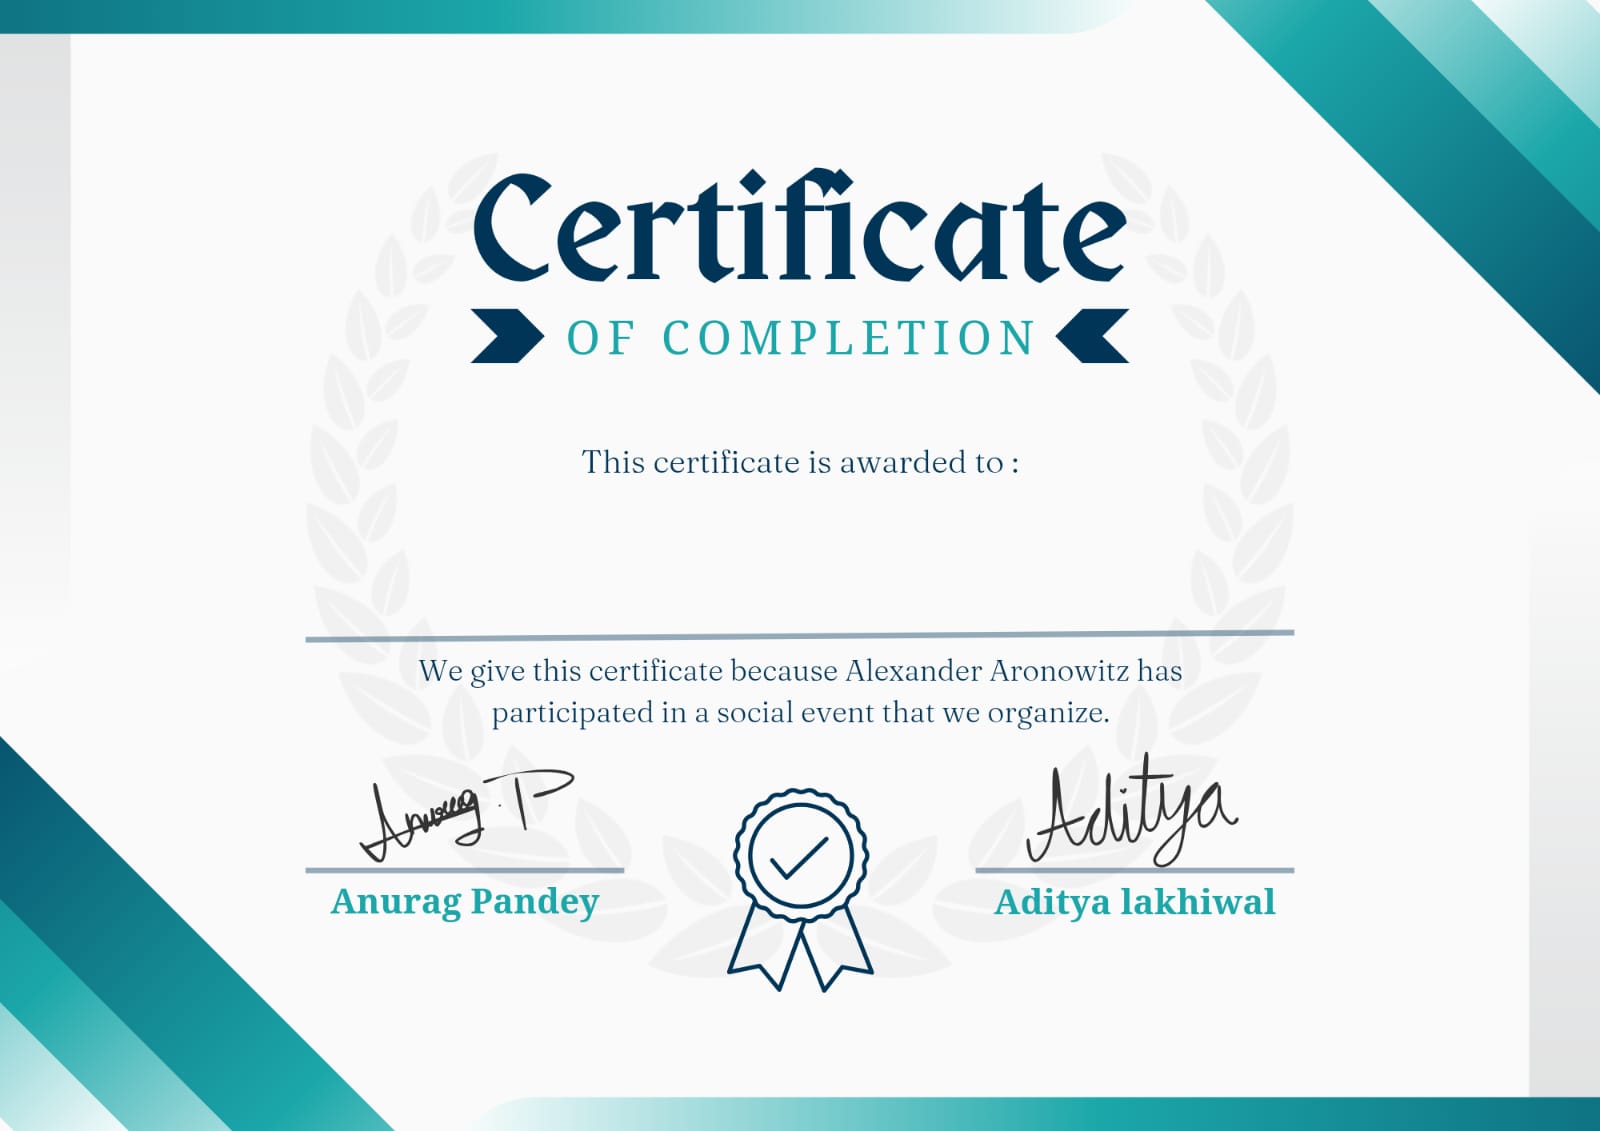 Certificate
OF COMPLETION
This certificate is awarded to :
We give this certificate because Alexander Aronowitz has
participated in a social event that we organize.
Anurag . P
Aditya
Anurag Pandey
Aditya lakhiwal